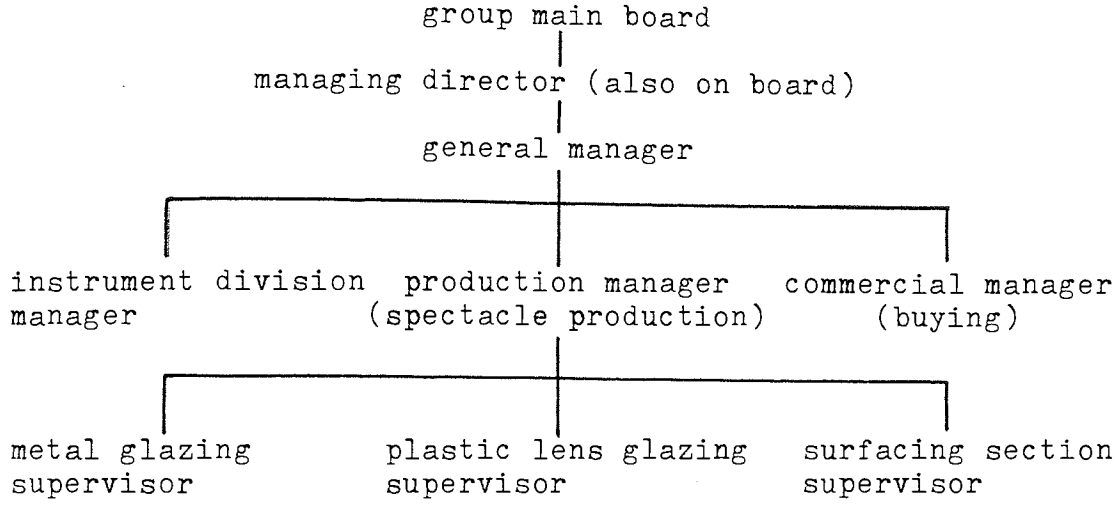 group main board
managing director (also on board)
general manager
instrument division manager
production manager
(spectacle production)
commercial manager
(buying)
metal glazing
supervisor
plastic lens glazing
supervisor
surfacing section
supervisor